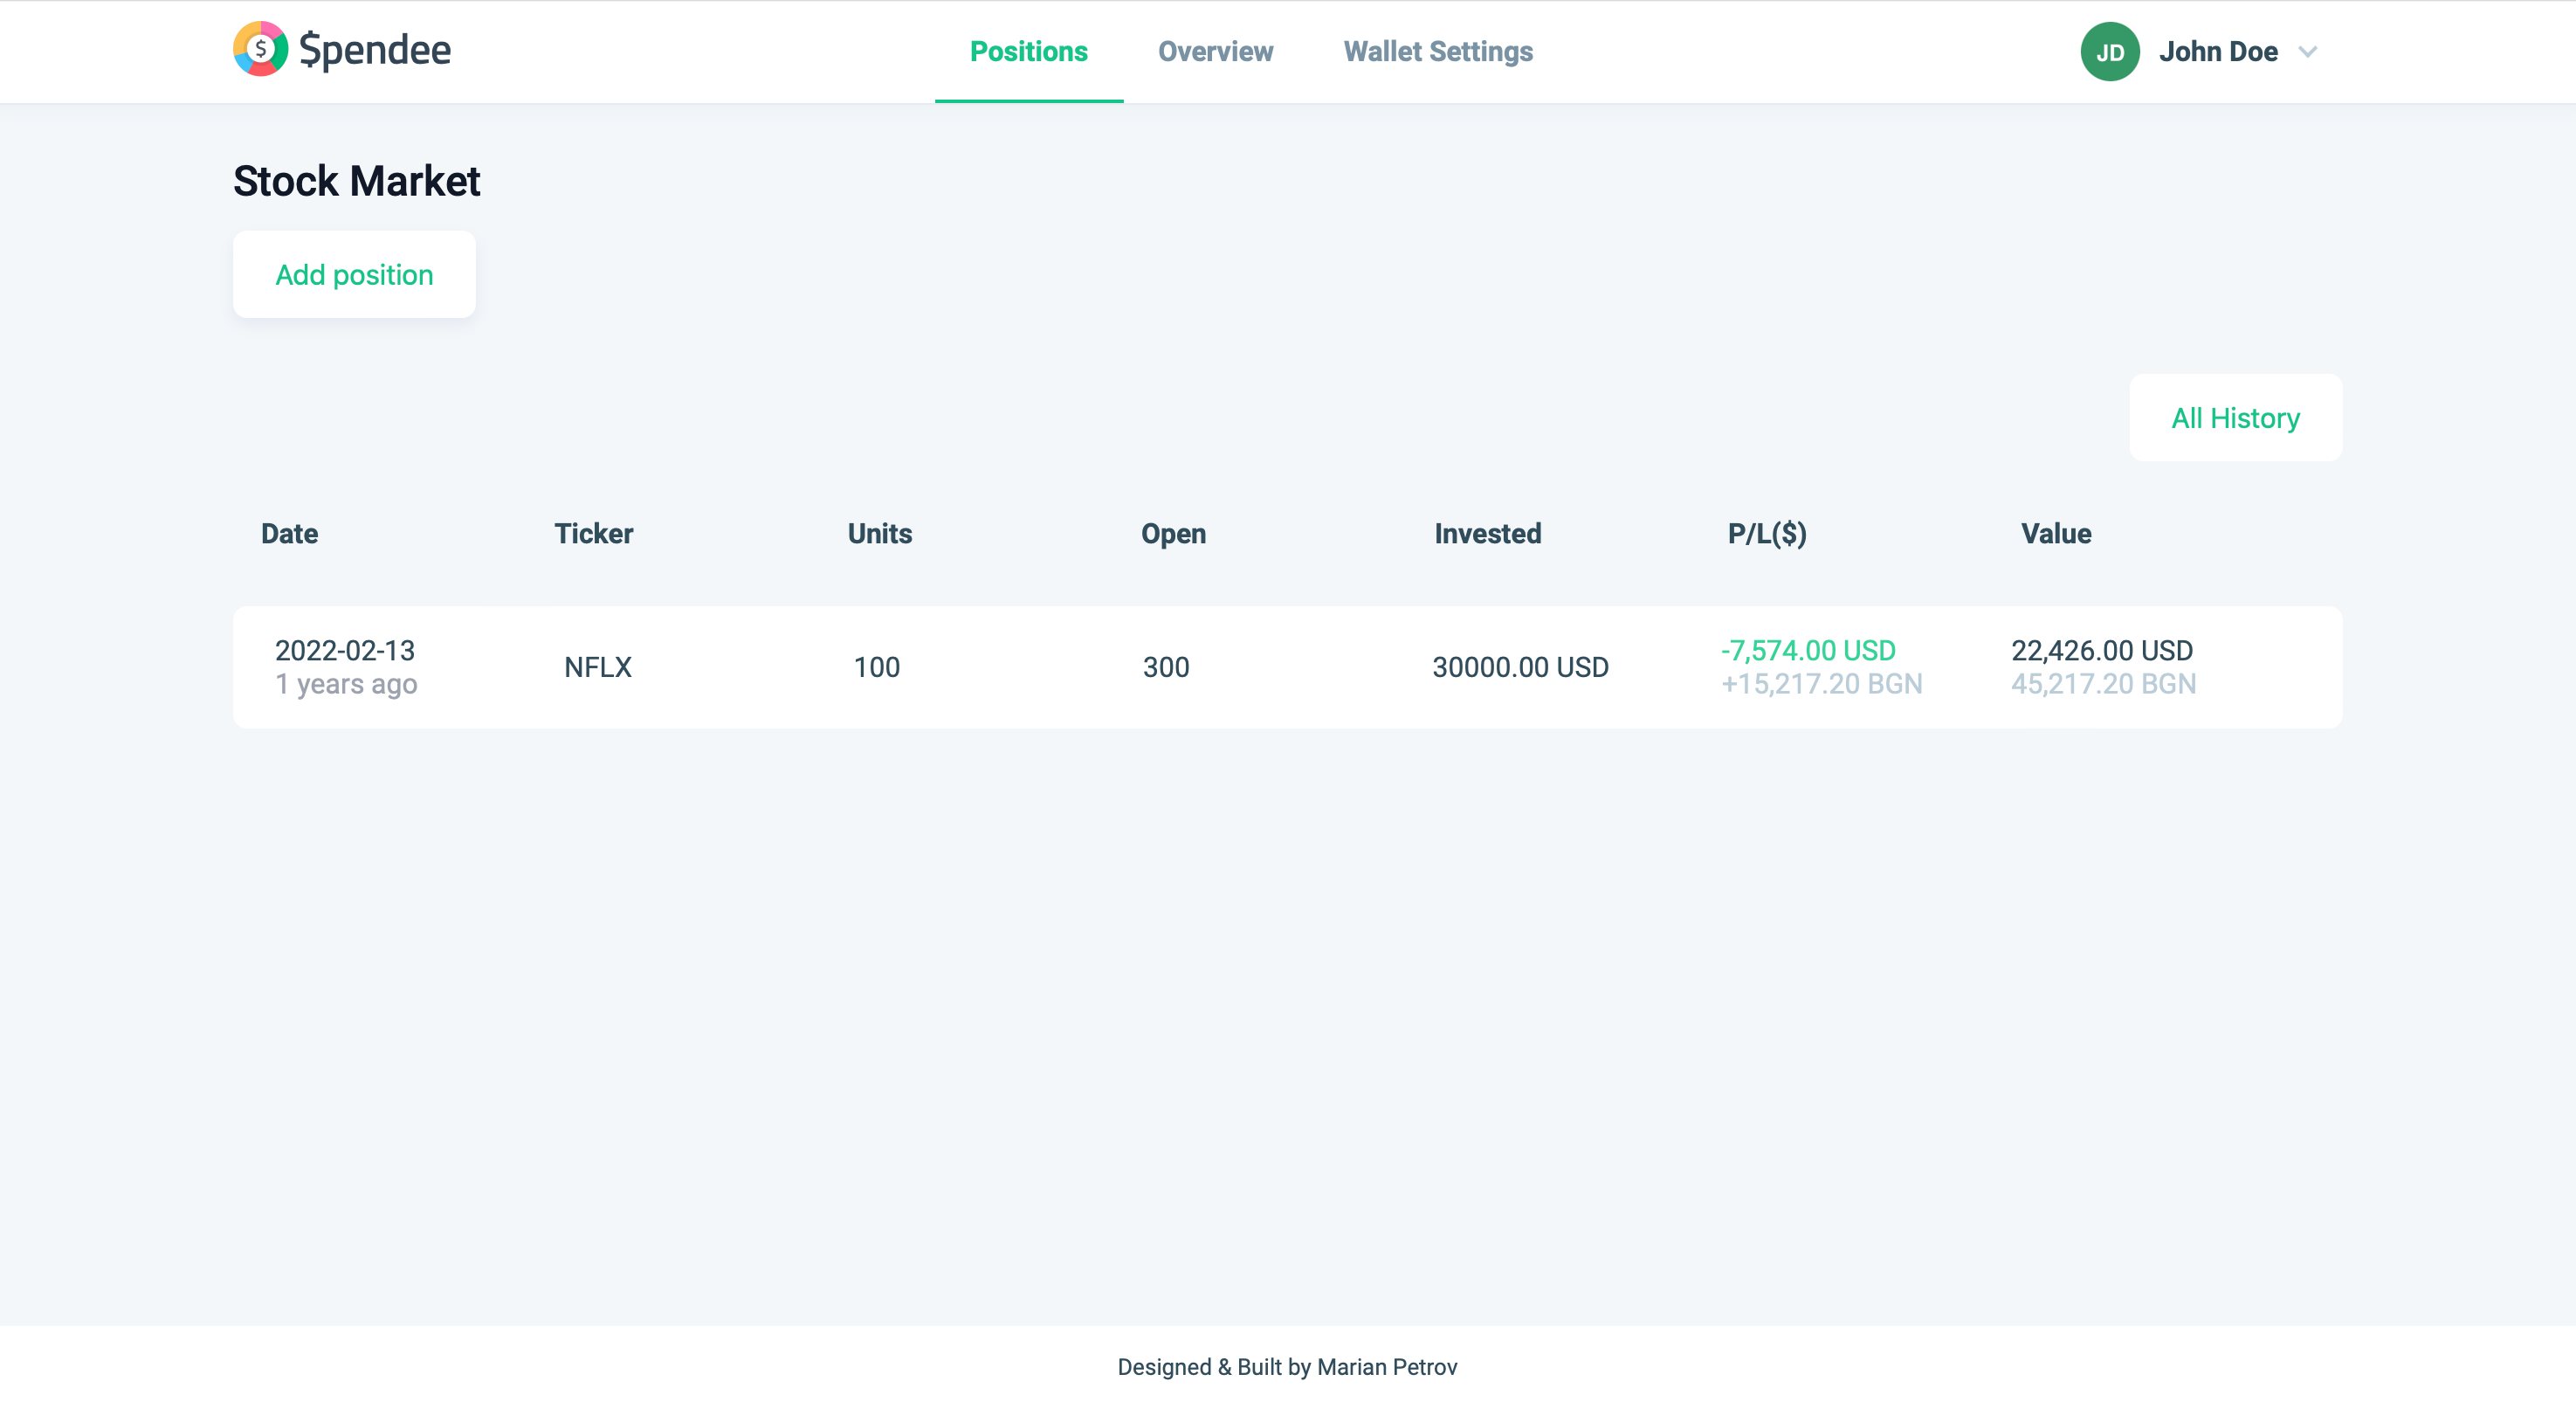 $ $pendee
Positions Overview Wallet Settings
JD John Doe
Stock Market
Add position
All History
Date Ticker Units Open Invested P/L($) Value
2022-02-13
1 years ago
NFLX 100 300 30000.00 USD
-7,574.00 USD
+15,217.20 BGN
22,426.00 USD
45,217.20 BGN
Designed & Built by Marian Petrov